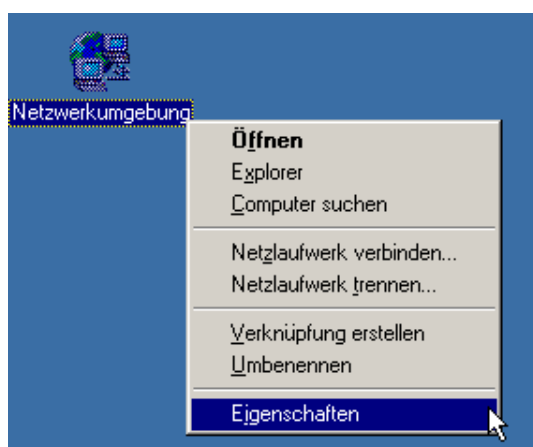 Netzwerkumgebung
Öffnen
Explorer
Computer suchen
Netzlaufwerk verbinden...
Netzlaufwerk trennen...
Verknüpfung erstellen
Umbenennen
Eigenschaften